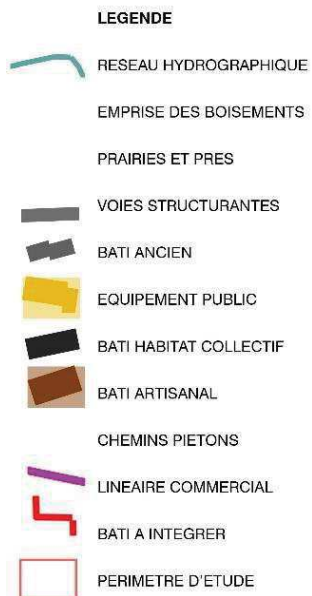 LEGENDE
RESEAU HYDROGRAPHIQUE
EMPRISE DES BOISEMENTS
PRAIRIES ET PRES
VOIES STRUCTURANTES
BATI ANCIEN
EQUIPEMENT PUBLIC
BATI HABITAT COLLECTIF
BATI ARTISANAL
CHEMINS PIETONS
LINEAIRE COMMERCIAL
BATI A INTEGRER
PERIMETRE D'ETUDE